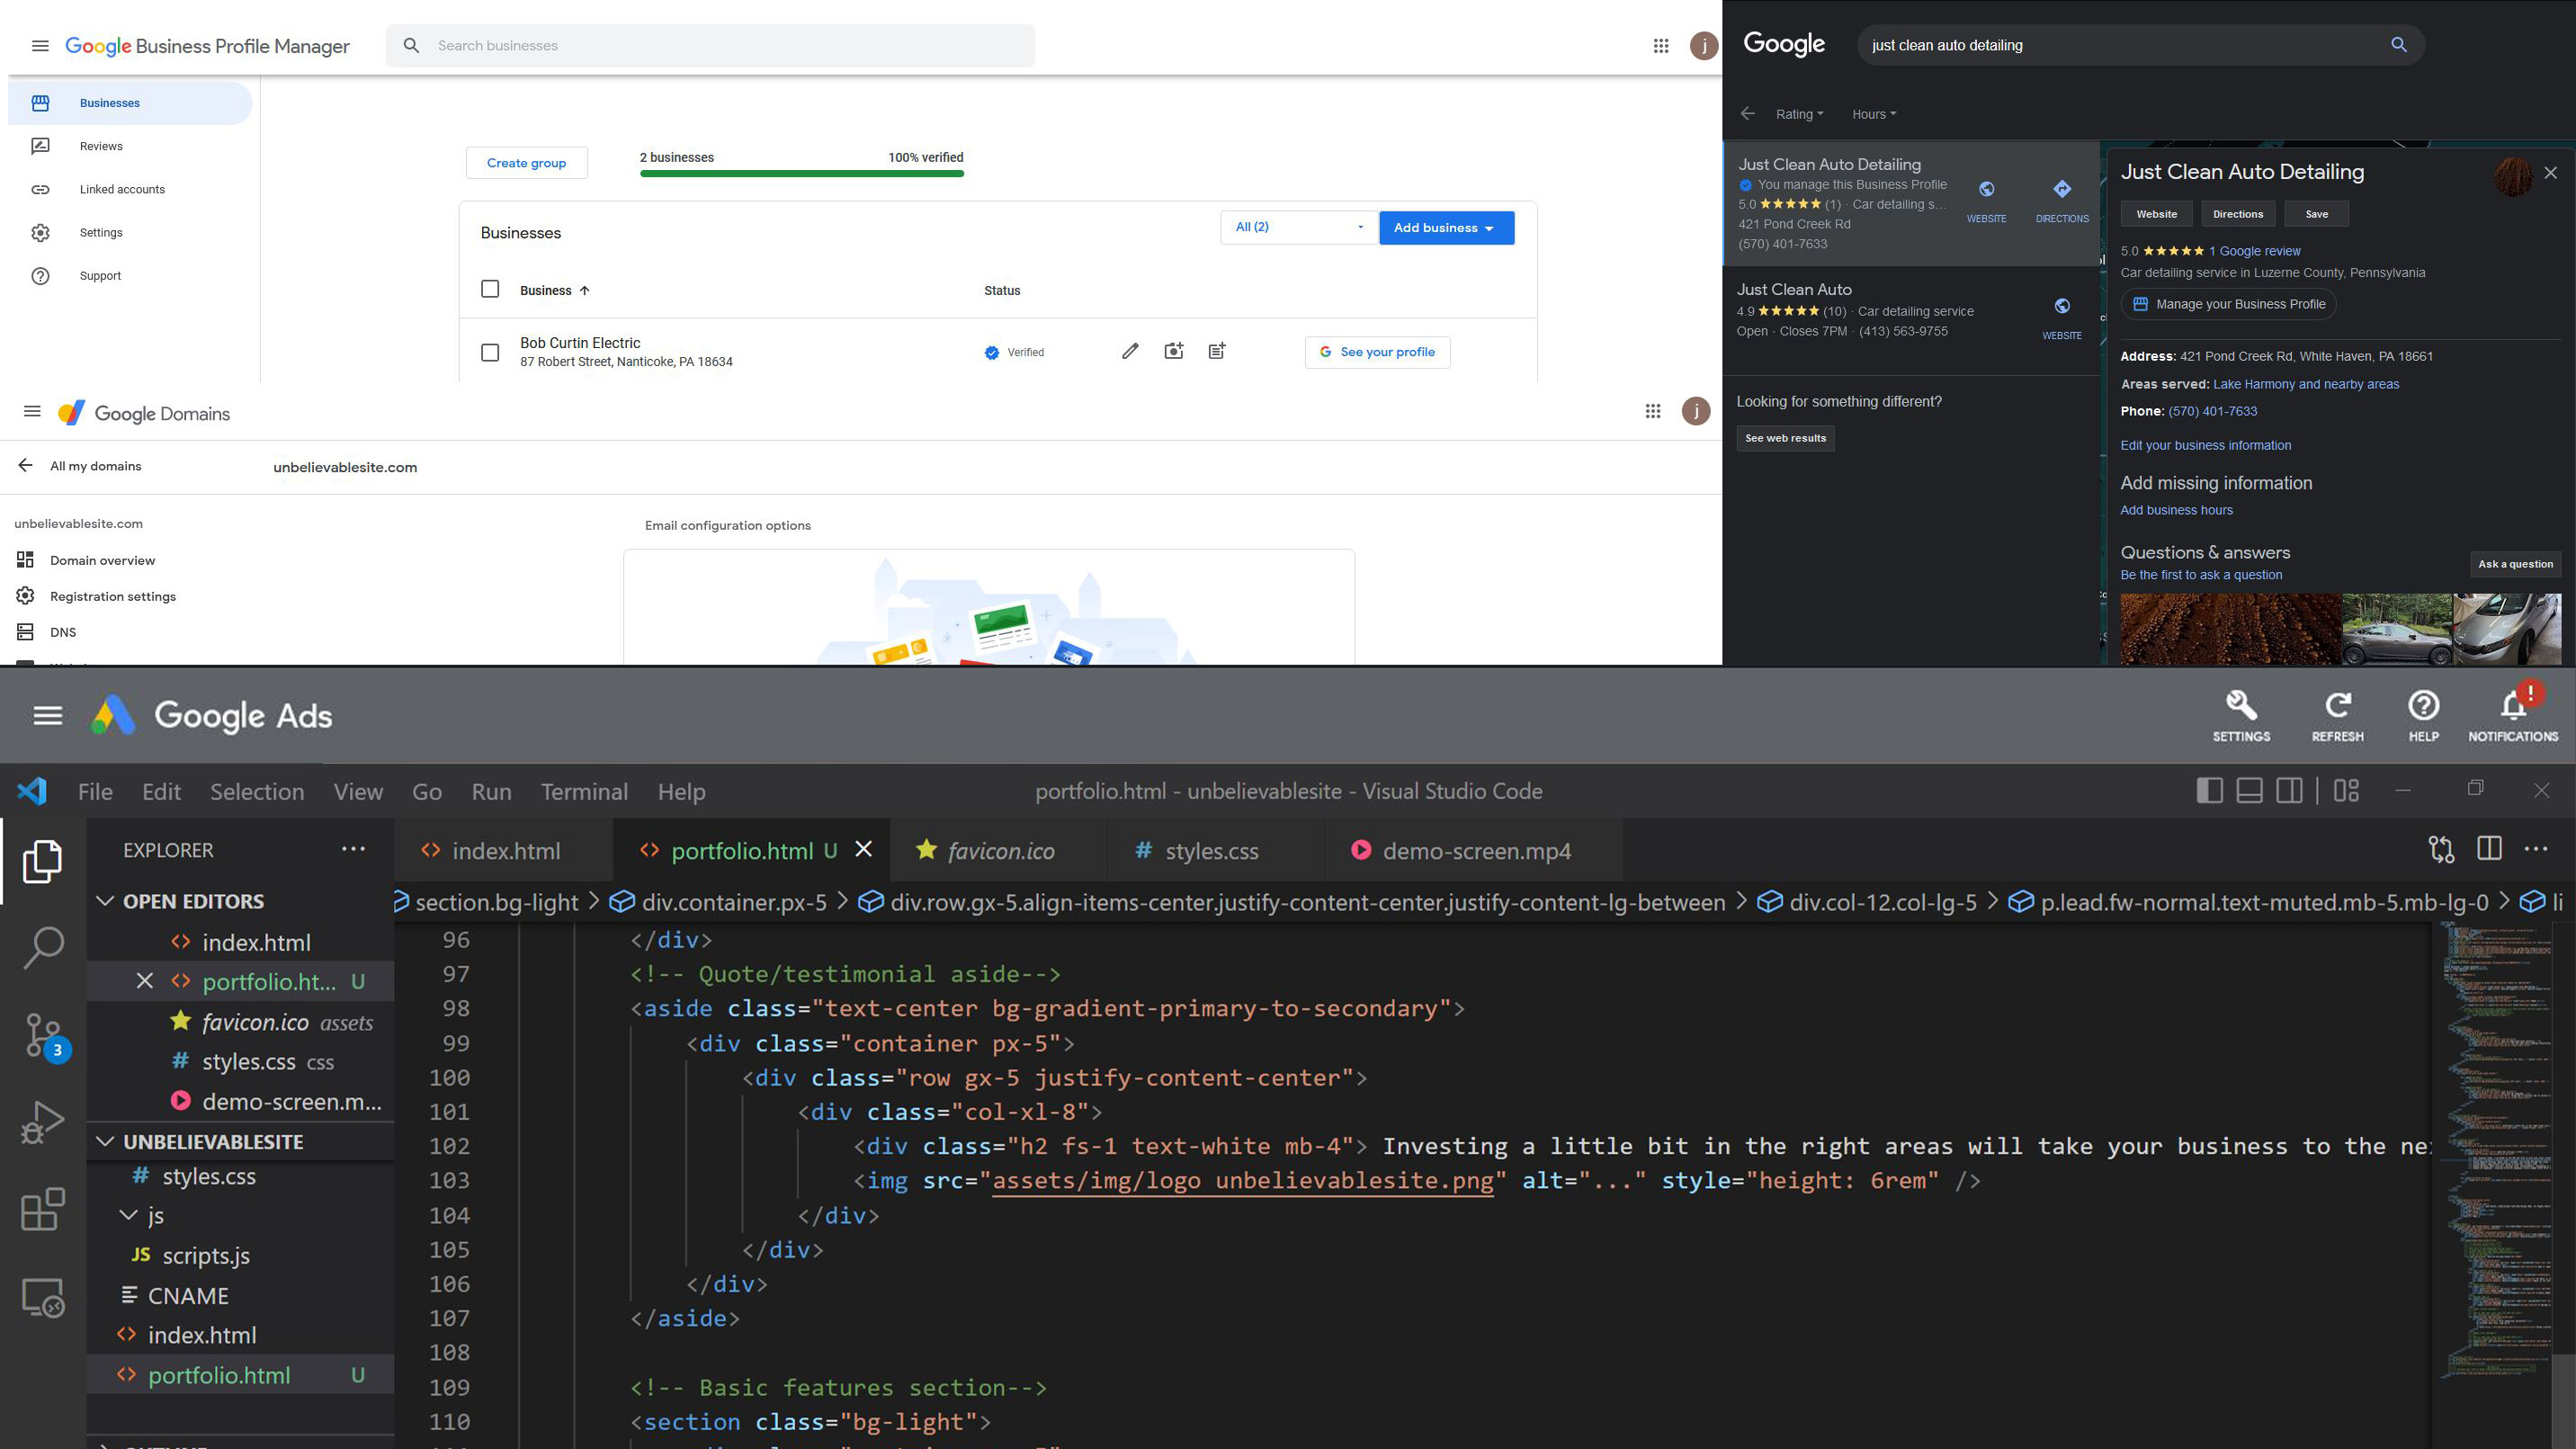 Google Business Profile Manager
Search businesses
j
Businesses
Reviews
Linked accounts
Settings
Support
Create group
2 businesses
100% verified
Businesses
All (2)
Add business
Business
Status
Bob Curtin Electric
87 Robert Street, Nanticoke, PA 18634
Verified
See your profile
Google Domains
j
All my domains
unbelievablesite.com
unbelievablesite.com
Domain overview
Registration settings
DNS
Email configuration options
Google
just clean auto detailing
Rating
Hours
Just Clean Auto Detailing
You manage this Business Profile
5.0 ★★★★★ (1) · Car detailing s...
421 Pond Creek Rd
(570) 401-7633
WEBSITE
DIRECTIONS
Just Clean Auto
4.9 ★★★★★ (10) · Car detailing service
Open · Closes 7PM · (413) 563-9755
WEBSITE
Looking for something different?
See web results
Just Clean Auto Detailing
Website
Directions
Save
5.0 ★★★★★ 1 Google review
Car detailing service in Luzerne County, Pennsylvania
Manage your Business Profile
Address: 421 Pond Creek Rd, White Haven, PA 18661
Areas served: Lake Harmony and nearby areas
Phone: (570) 401-7633
Edit your business information
Add missing information
Add business hours
Questions & answers
Be the first to ask a question
Ask a question
Google Ads
SETTINGS
REFRESH
HELP
!
NOTIFICATIONS
File Edit Selection View Go Run Terminal Help
portfolio.html - unbelievablesite - Visual Studio Code
EXPLORER ...
OPEN EDITORS
index.html
portfolio.ht... U
favicon.ico assets
styles.css css
demo-screen.m...
UNBELIEVABLESITE
styles.css
js
JS scripts.js
CNAME
index.html
portfolio.html U
3
index.html
portfolio.html U
favicon.ico
# styles.css
demo-screen.mp4
section.bg-light > div.container.px-5 > div.row.gx-5.align-items-center.justify-content-center.justify-content-lg-between > div.col-12.col-lg-5 > p.lead.fw-normal.text-muted.mb-5.mb-lg-0 > li
96 </div>
97 <!-- Quote/testimonial aside-->
98 <aside class="text-center bg-gradient-primary-to-secondary">
99 <div class="container px-5">
100 <div class="row gx-5 justify-content-center">
101 <div class="col-xl-8">
102 <div class="h2 fs-1 text-white mb-4"> Investing a little bit in the right areas will take your business to the ne
103 <img src="assets/img/logo unbelievablesite.png" alt="..." style="height: 6rem" />
104 </div>
105 </div>
106 </div>
107 </aside>
108
109 <!-- Basic features section-->
110 <section class="bg-light">